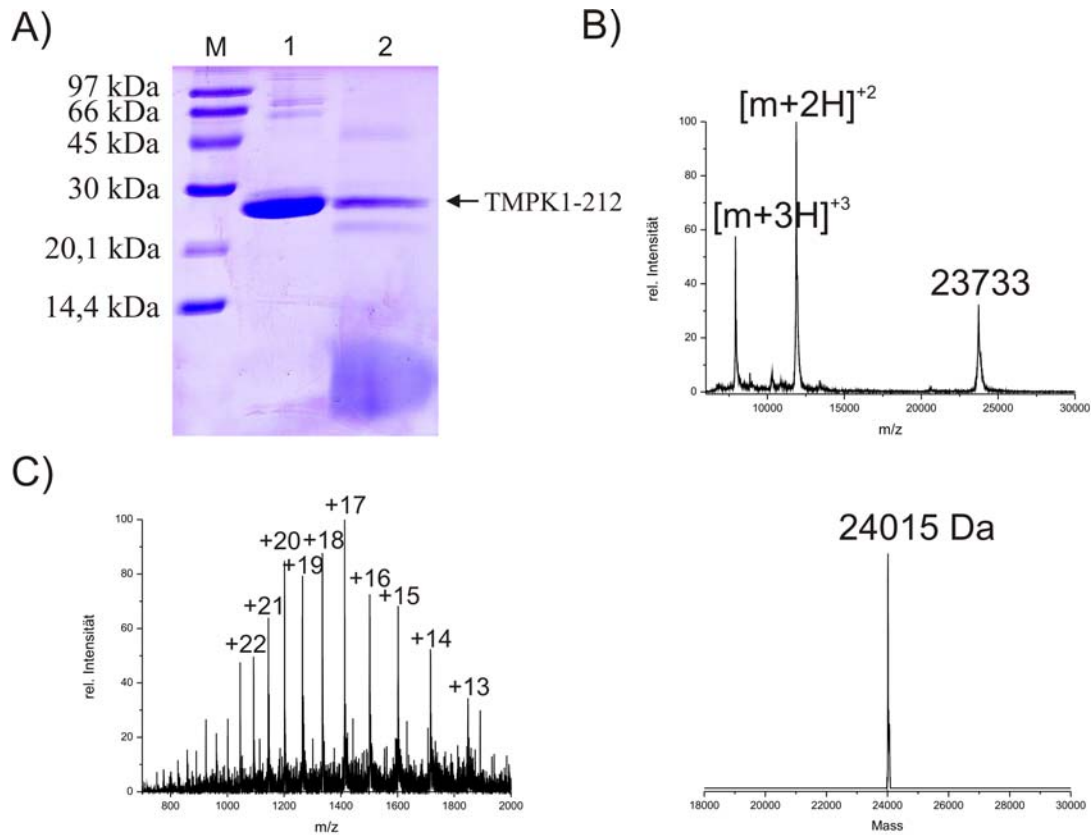 A)
M 1 2
97 kDa
66 kDa
45 kDa
30 kDa
20,1 kDa
14,4 kDa
TMPK1-212
B)
[m+2H]+2
[m+3H]+3
23733
rel. Intensität
100
80
60
40
20
0
10000 15000 20000 25000 30000
m/z
C)
+17
+20 +18
+19
+16
+21
+15
+22
+14
+13
rel. Intensität
100
80
60
40
20
0
800 1000 1200 1400 1600 1800 2000
m/z
24015 Da
18000 20000 22000 24000 26000 28000 30000
Mass